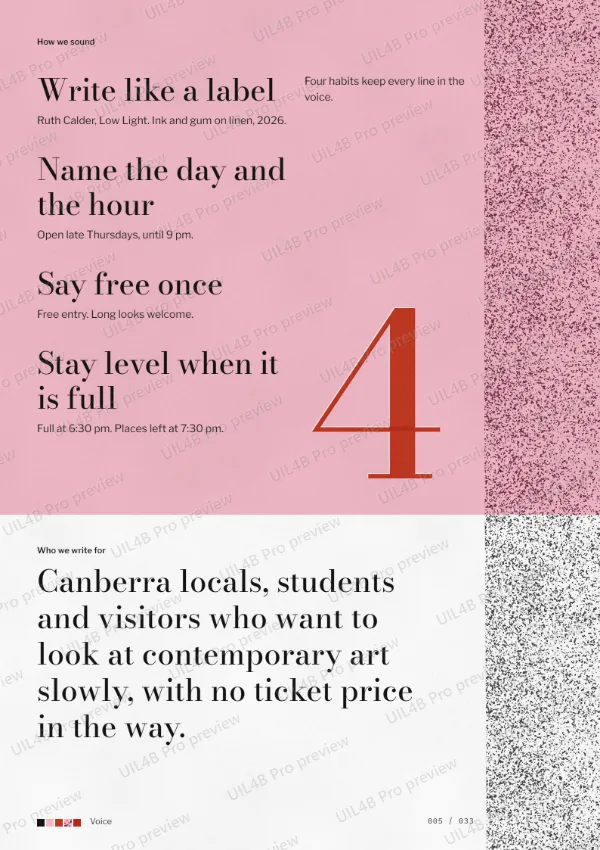 How we sound
Write like a label
Ruth Calder, Low Light. Ink and gum on linen, 2026.
Four habits keep every line in the
voice.
Name the day and
the hour
Open late Thursdays, until 9 pm.
Say free once
Free entry. Long looks welcome.
Stay level when it
is full
Full at 6:30 pm. Places left at 7:30 pm.
4
Who we write for
Canberra locals, students
and visitors who want to
look at contemporary art
slowly, with no ticket price
in the way.
Voice
005 / 033
UIL4B Pro preview